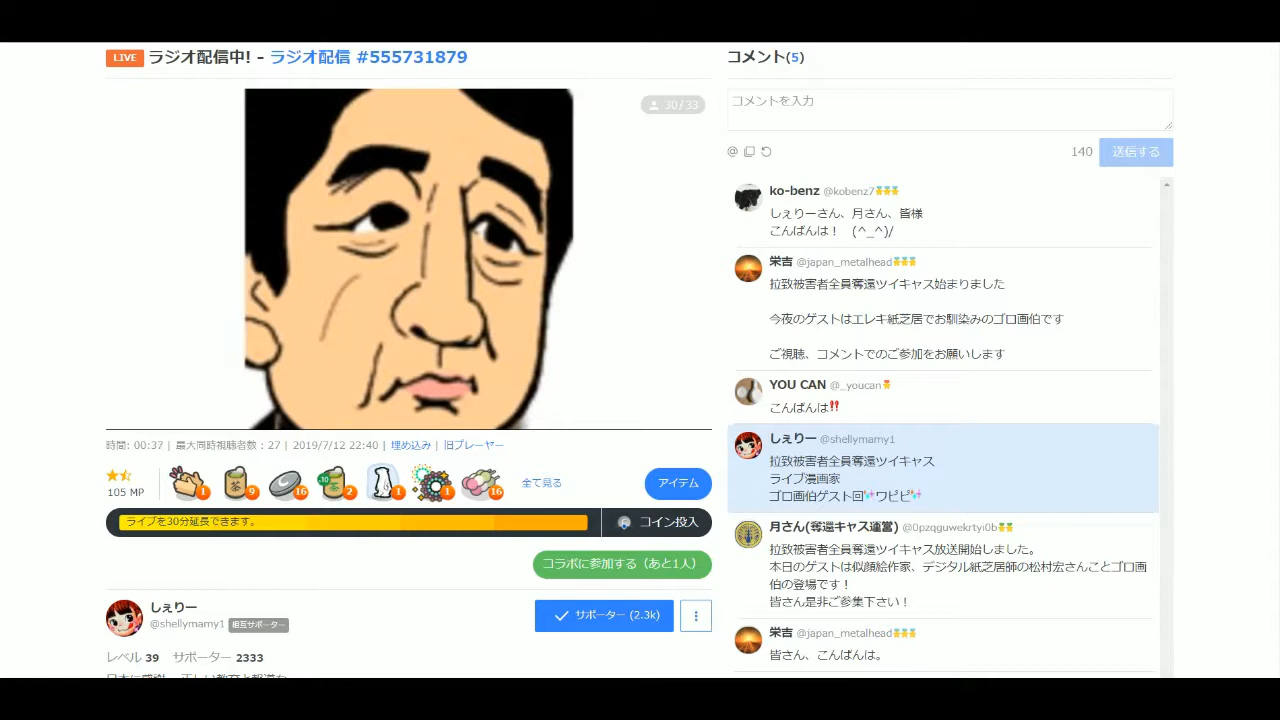 LIVE ラジオ配信中! - ラジオ配信 #555731879
30 / 33
時間: 00:37 | 最大同時視聴者数 : 27 | 2019/7/12 22:40 | 埋め込み | 旧プレーヤー
105 MP
1
茶 9
16
+10 茶 2
1
1
16
全て見る
アイテム
ライブを30分延長できます。
コイン投入
コラボに参加する（あと1人）
しぇりー
@shellymamy1 相互サポーター
サポーター (2.3k)
レベル 39 サポーター 2333
コメント(5)
コメントを入力
@
140 送信する
ko-benz @kobenz7
しぇりーさん、月さん、皆様
こんばんは！ (^_^)/
栄吉 @japan_metalhead
拉致被害者全員奪還ツイキャス始まりました
今夜のゲストはエレキ紙芝居でお馴染みのゴロ画伯です
ご視聴、コメントでのご参加をお願いします
YOU CAN @_youcan
こんばんは‼
しぇりー @shellymamy1
拉致被害者全員奪還ツイキャス
ライブ漫画家
ゴロ画伯ゲスト回✨ワピピ✨
月さん(奪還キャス運営) @0pzqguwekrtyi0b
拉致被害者全員奪還ツイキャス放送開始しました。
本日のゲストは似顔絵作家、デジタル紙芝居師の松村宏さんことゴロ画
伯の登場です！
皆さん是非ご参集下さい！
栄吉 @japan_metalhead
皆さん、こんばんは。